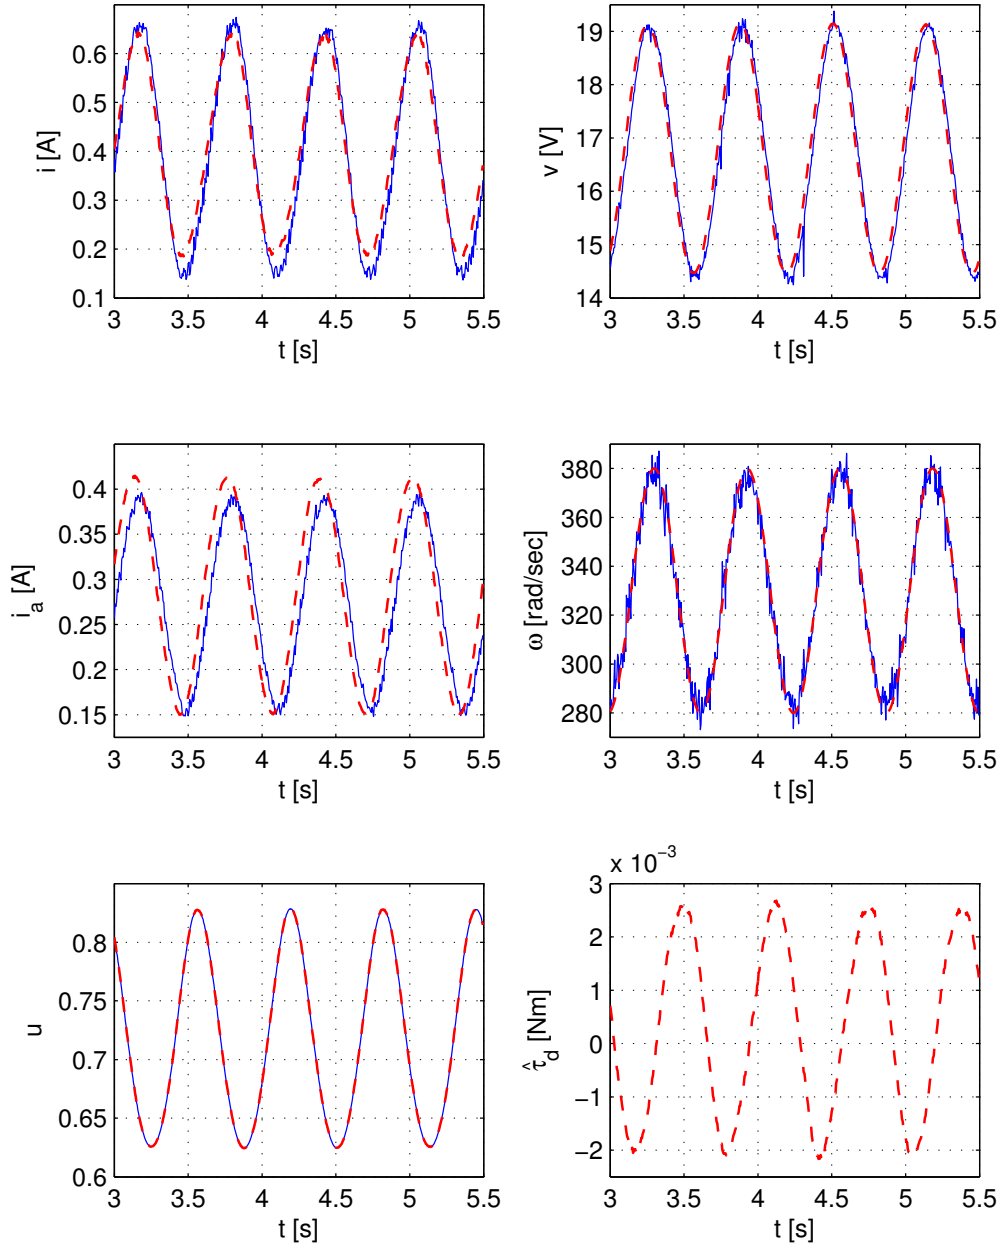 i [A]
0.6
0.5
0.4
0.3
0.2
0.1
3 3.5 4 4.5 5 5.5
t [s]
v [V]
19
18
17
16
15
14
3 3.5 4 4.5 5 5.5
t [s]
i_a [A]
0.4
0.35
0.3
0.25
0.2
0.15
3 3.5 4 4.5 5 5.5
t [s]
ω [rad/sec]
380
360
340
320
300
280
3 3.5 4 4.5 5 5.5
t [s]
u
0.8
0.75
0.7
0.65
0.6
3 3.5 4 4.5 5 5.5
t [s]
x 10⁻³
τ̂_d [Nm]
3
2
1
0
−1
−2
3 3.5 4 4.5 5 5.5
t [s]